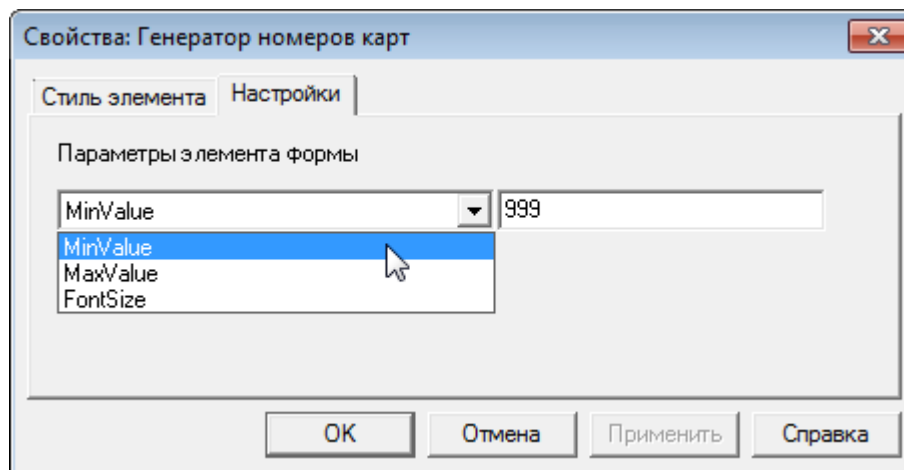 Свойства: Генератор номеров карт
Стиль элемента Настройки
Параметры элемента формы
MinValue 999
MinValue
MaxValue
FontSize
OK Отмена Применить Справка